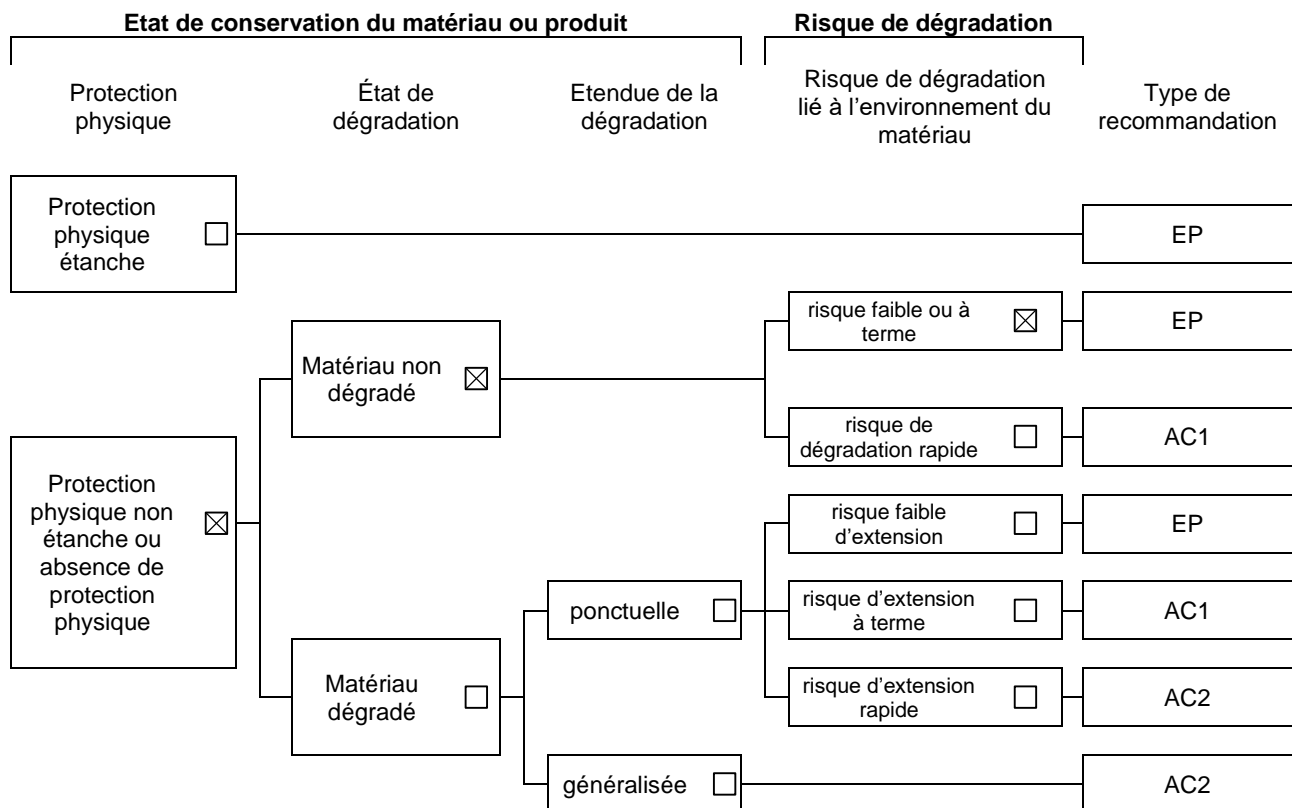 Etat de conservation du matériau ou produit
Risque de dégradation
Protection
physique
État de
dégradation
Etendue de la
dégradation
Risque de dégradation
lié à l'environnement du
matériau
Type de
recommandation
Protection
physique
étanche
EP
risque faible ou à
terme
EP
Matériau non
dégradé
risque de
dégradation rapide
AC1
Protection
physique non
étanche ou
absence de
protection
physique
risque faible
d'extension
EP
ponctuelle
risque d'extension
à terme
AC1
Matériau
dégradé
risque d'extension
rapide
AC2
généralisée
AC2